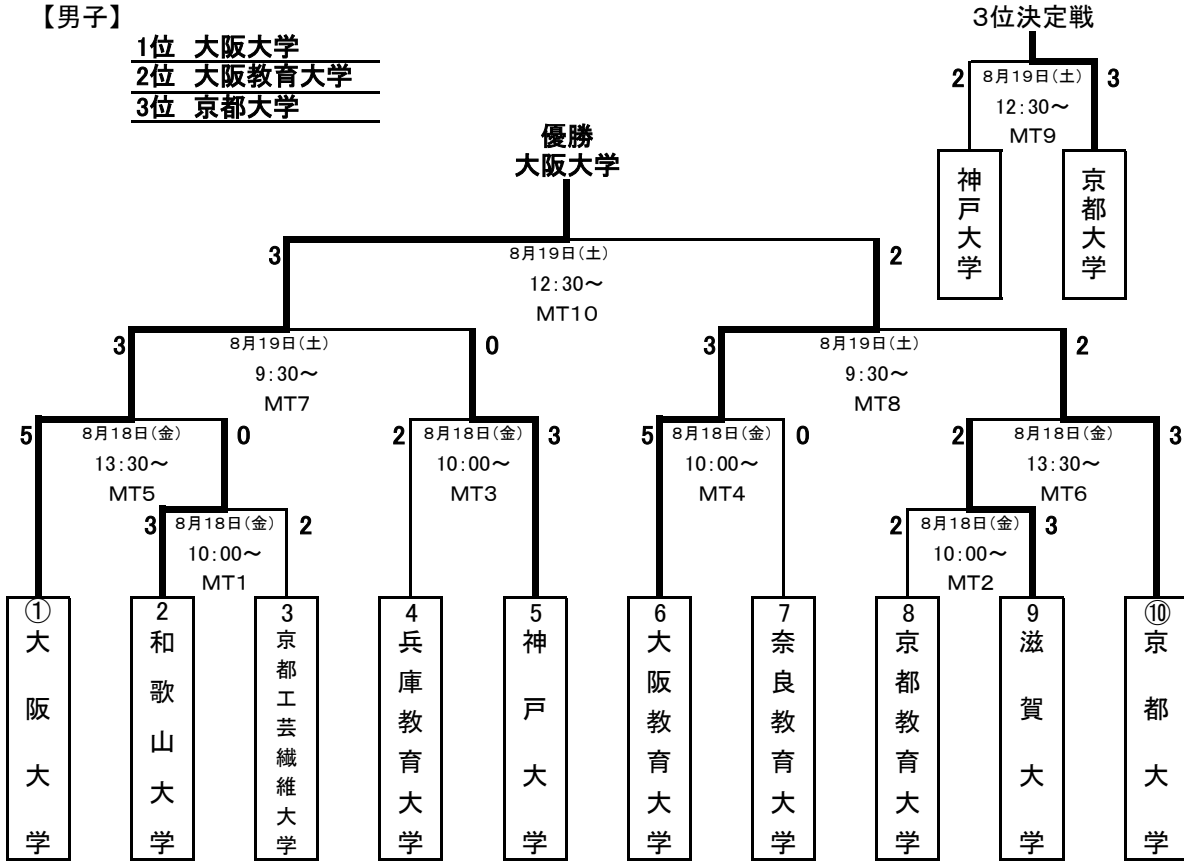 【男子】
1位 大阪大学
2位 大阪教育大学
3位 京都大学
3位決定戦
2 8月19日(土) 3
12:30～
MT9
神戸大学
京都大学
優勝
大阪大学
3 8月19日(土) 2
12:30～
MT10
3 8月19日(土) 0
9:30～
MT7
3 8月19日(土) 2
9:30～
MT8
5 8月18日(金) 0
13:30～
MT5
2 8月18日(金) 3
10:00～
MT3
5 8月18日(金) 0
10:00～
MT4
2 8月18日(金) 3
13:30～
MT6
3 8月18日(金) 2
10:00～
MT1
2 8月18日(金) 3
10:00～
MT2
① 大阪大学
2 和歌山大学
3 京都工芸繊維大学
4 兵庫教育大学
5 神戸大学
6 大阪教育大学
7 奈良教育大学
8 京都教育大学
9 滋賀大学
⑩ 京都大学